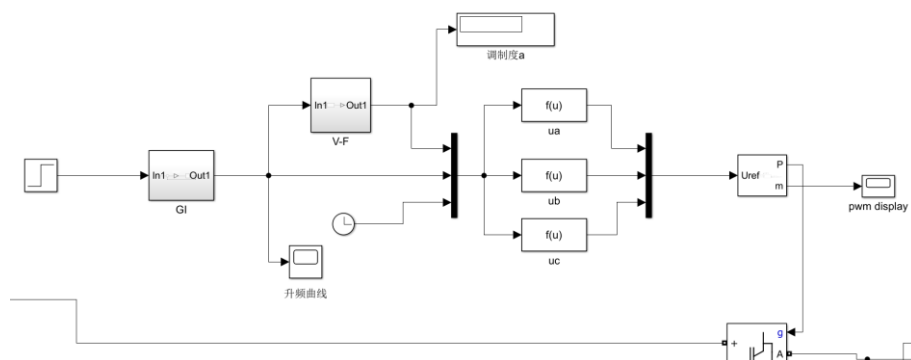 调制度a
In1 Out1
V-F
f(u)
ua
In1 Out1
GI
f(u)
ub
Uref
P
m
pwm display
f(u)
uc
升频曲线
g
+
A